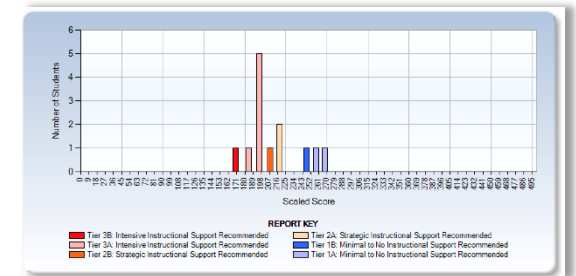 6
5
4
3
2
1
0
Number of Students
0 9 18 27 36 45 54 63 72 81 90 99 108 117 126 135 144 153 162 171 180 189 198 207 216 225 234 243 252 261 270 279 288 297 306 315 324 333 342 351 360 369 378 387 396 405 414 423 432 441 450 459 468 477 486 495
Scaled Score
REPORT KEY
Tier 3B: Intensive Instructional Support Recommended
Tier 2A: Strategic Instructional Support Recommended
Tier 3A: Intensive Instructional Support Recommended
Tier 1B: Minimal to No Instructional Support Recommended
Tier 2B: Strategic Instructional Support Recommended
Tier 1A: Minimal to No Instructional Support Recommended